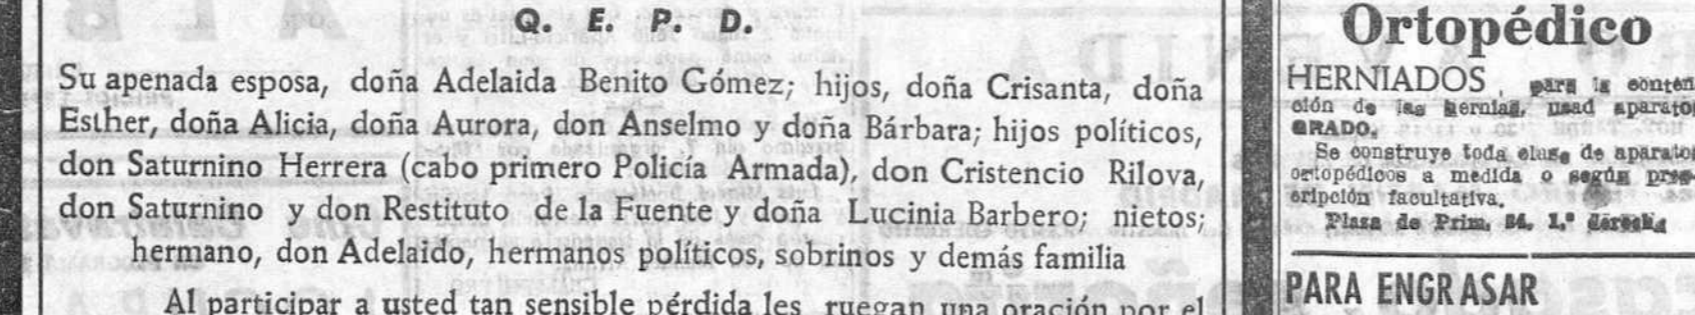 Q. E. P. D.
Su apenada esposa, doña Adelaida Benito Gómez; hijos, doña Crisanta, doña
Esther, doña Alicia, doña Aurora, don Anselmo y doña Bárbara; hijos políticos,
don Saturnino Herrera (cabo primero Policía Armada), don Cristencio Rilova,
don Saturnino y don Restituto de la Fuente y doña Lucinia Barbero; nietos;
hermano, don Adelaido, hermanos políticos, sobrinos y demás familia
Al participar a usted tan sensible pérdida les ruegan una oración por el
Ortopédico
HERNIADOS, para la conten
ción de las hernias, usad aparato
GRADO.
Se construye toda clase de aparato
ortopédicos a medida o según pres-
cripción facultativa.
Plaza de Prim, 24, 1.º derecha
PARA ENGRASAR